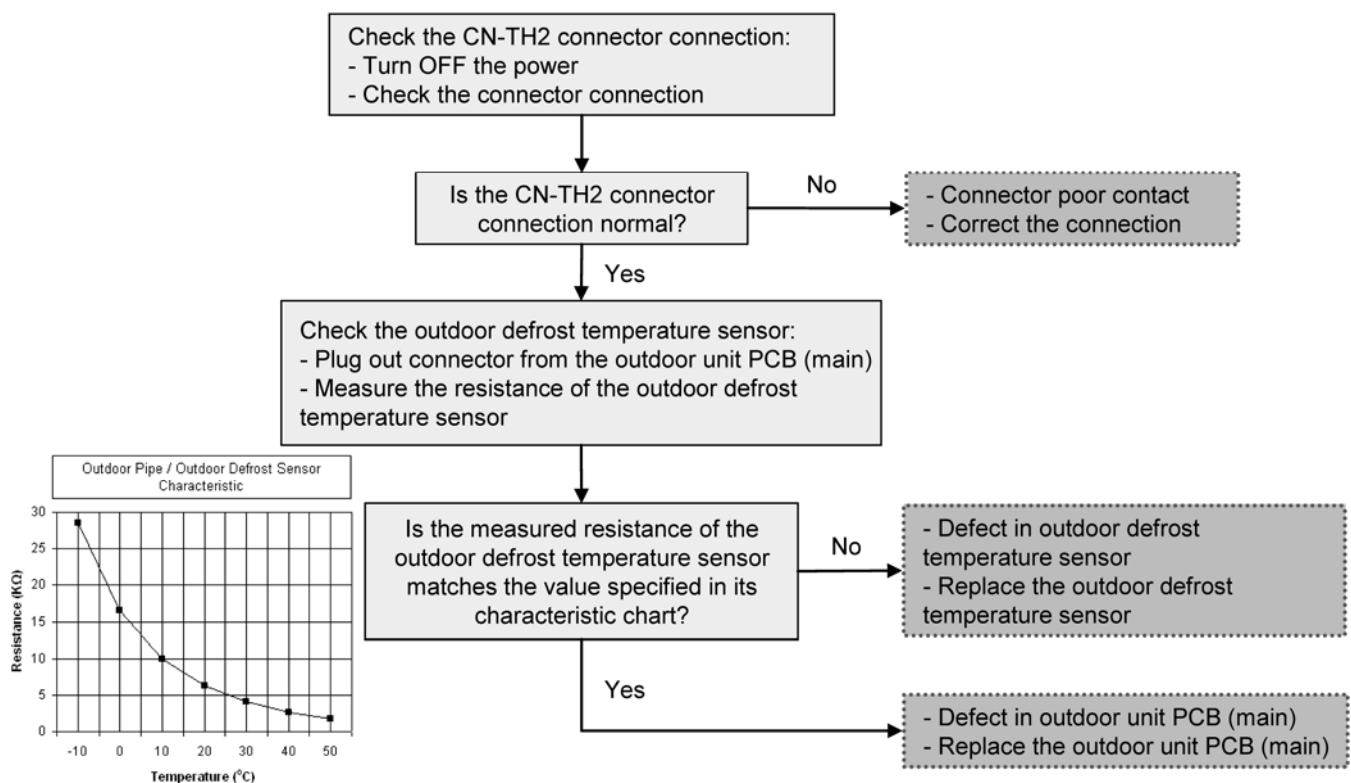 Check the CN-TH2 connector connection:
- Turn OFF the power
- Check the connector connection
Is the CN-TH2 connector
connection normal?
No
- Connector poor contact
- Correct the connection
Yes
Check the outdoor defrost temperature sensor:
- Plug out connector from the outdoor unit PCB (main)
- Measure the resistance of the outdoor defrost
temperature sensor
Outdoor Pipe / Outdoor Defrost Sensor
Characteristic
30
25
20
15
10
5
0
Resistance (KΩ)
-10 0 10 20 30 40 50
Temperature (⁰C)
Is the measured resistance of the
outdoor defrost temperature sensor
matches the value specified in its
characteristic chart?
No
- Defect in outdoor defrost
temperature sensor
- Replace the outdoor defrost
temperature sensor
Yes
- Defect in outdoor unit PCB (main)
- Replace the outdoor unit PCB (main)